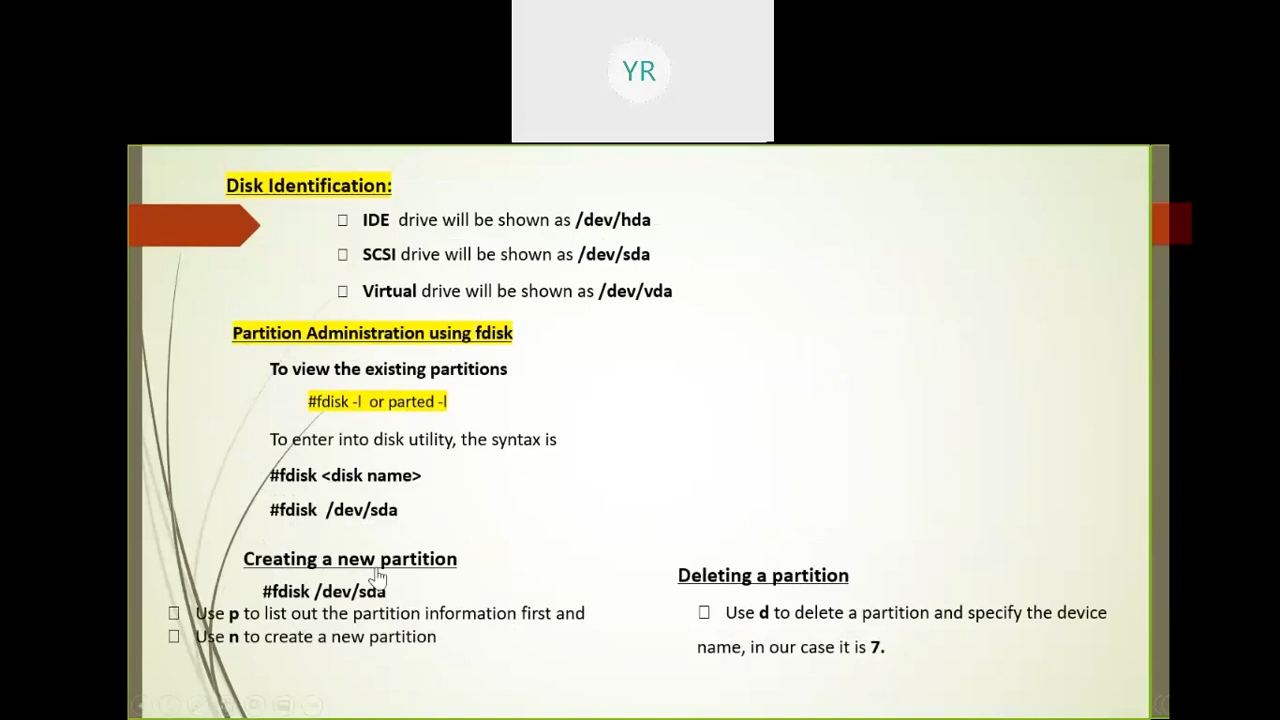 YR
Disk Identification:
IDE drive will be shown as /dev/hda
SCSI drive will be shown as /dev/sda
Virtual drive will be shown as /dev/vda
Partition Administration using fdisk
To view the existing partitions
#fdisk -l or parted -l
To enter into disk utility, the syntax is
#fdisk <disk name>
#fdisk /dev/sda
Creating a new partition
#fdisk /dev/sda
Use p to list out the partition information first and
Use n to create a new partition
Deleting a partition
Use d to delete a partition and specify the device
name, in our case it is 7.